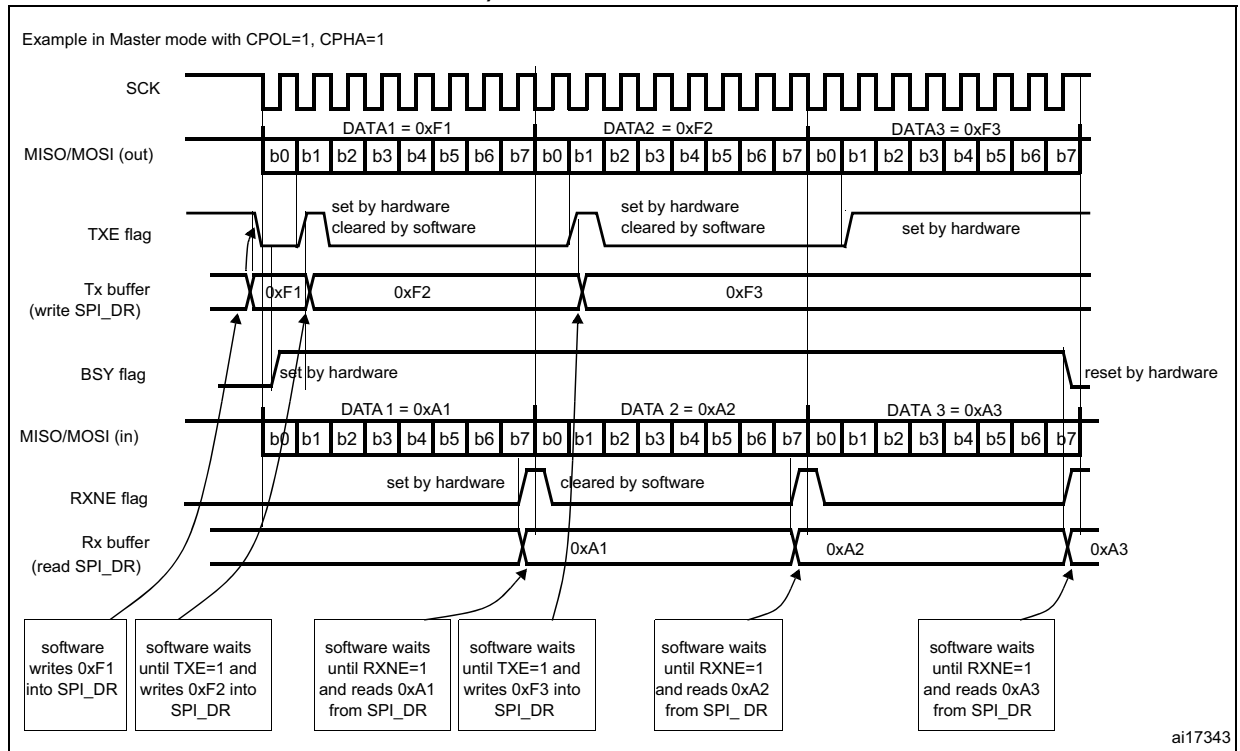 Example in Master mode with CPOL=1, CPHA=1
SCK
DATA1 = 0xF1 DATA2 = 0xF2 DATA3 = 0xF3
MISO/MOSI (out) b0 b1 b2 b3 b4 b5 b6 b7 b0 b1 b2 b3 b4 b5 b6 b7 b0 b1 b2 b3 b4 b5 b6 b7
set by hardware set by hardware
cleared by software cleared by software set by hardware
TXE flag
Tx buffer 0xF1 0xF2 0xF3
(write SPI_DR)
BSY flag set by hardware reset by hardware
DATA 1 = 0xA1 DATA 2 = 0xA2 DATA 3 = 0xA3
MISO/MOSI (in) b0 b1 b2 b3 b4 b5 b6 b7 b0 b1 b2 b3 b4 b5 b6 b7 b0 b1 b2 b3 b4 b5 b6 b7
set by hardware cleared by software
RXNE flag
Rx buffer 0xA1 0xA2 0xA3
(read SPI_DR)
software
writes 0xF1
into SPI_DR
software waits
until TXE=1 and
writes 0xF2 into
SPI_DR
software waits
until RXNE=1
and reads 0xA1
from SPI_DR
software waits
until TXE=1 and
writes 0xF3 into
SPI_DR
software waits
until RXNE=1
and reads 0xA2
from SPI_ DR
software waits
until RXNE=1
and reads 0xA3
from SPI_DR
ai17343